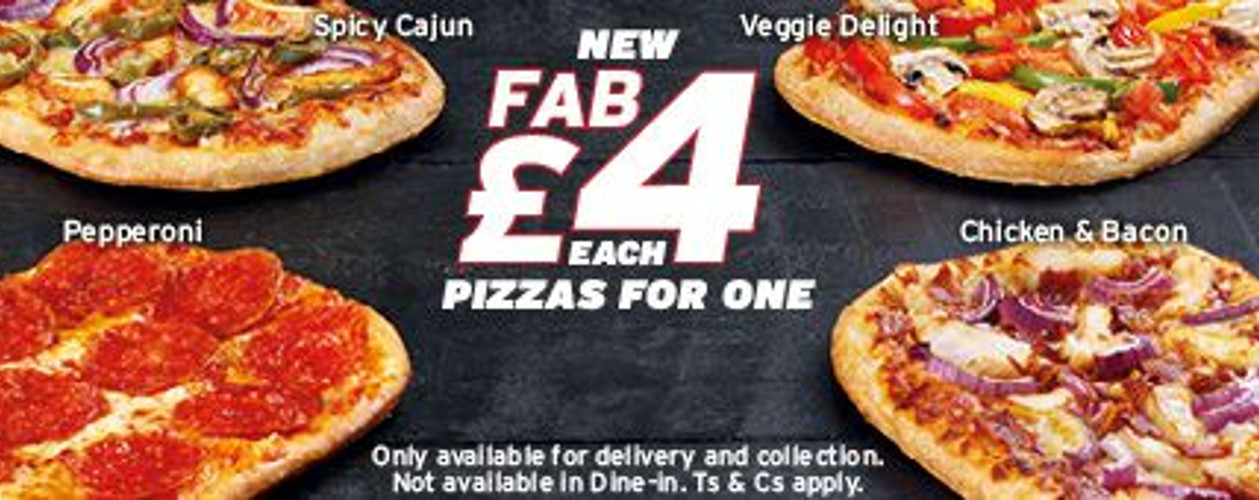 Spicy Cajun
Veggie Delight
NEW
FAB
£4
EACH
PIZZAS FOR ONE
Pepperoni
Chicken & Bacon
Only available for delivery and collection.
Not available in Dine-in. Ts & Cs apply.